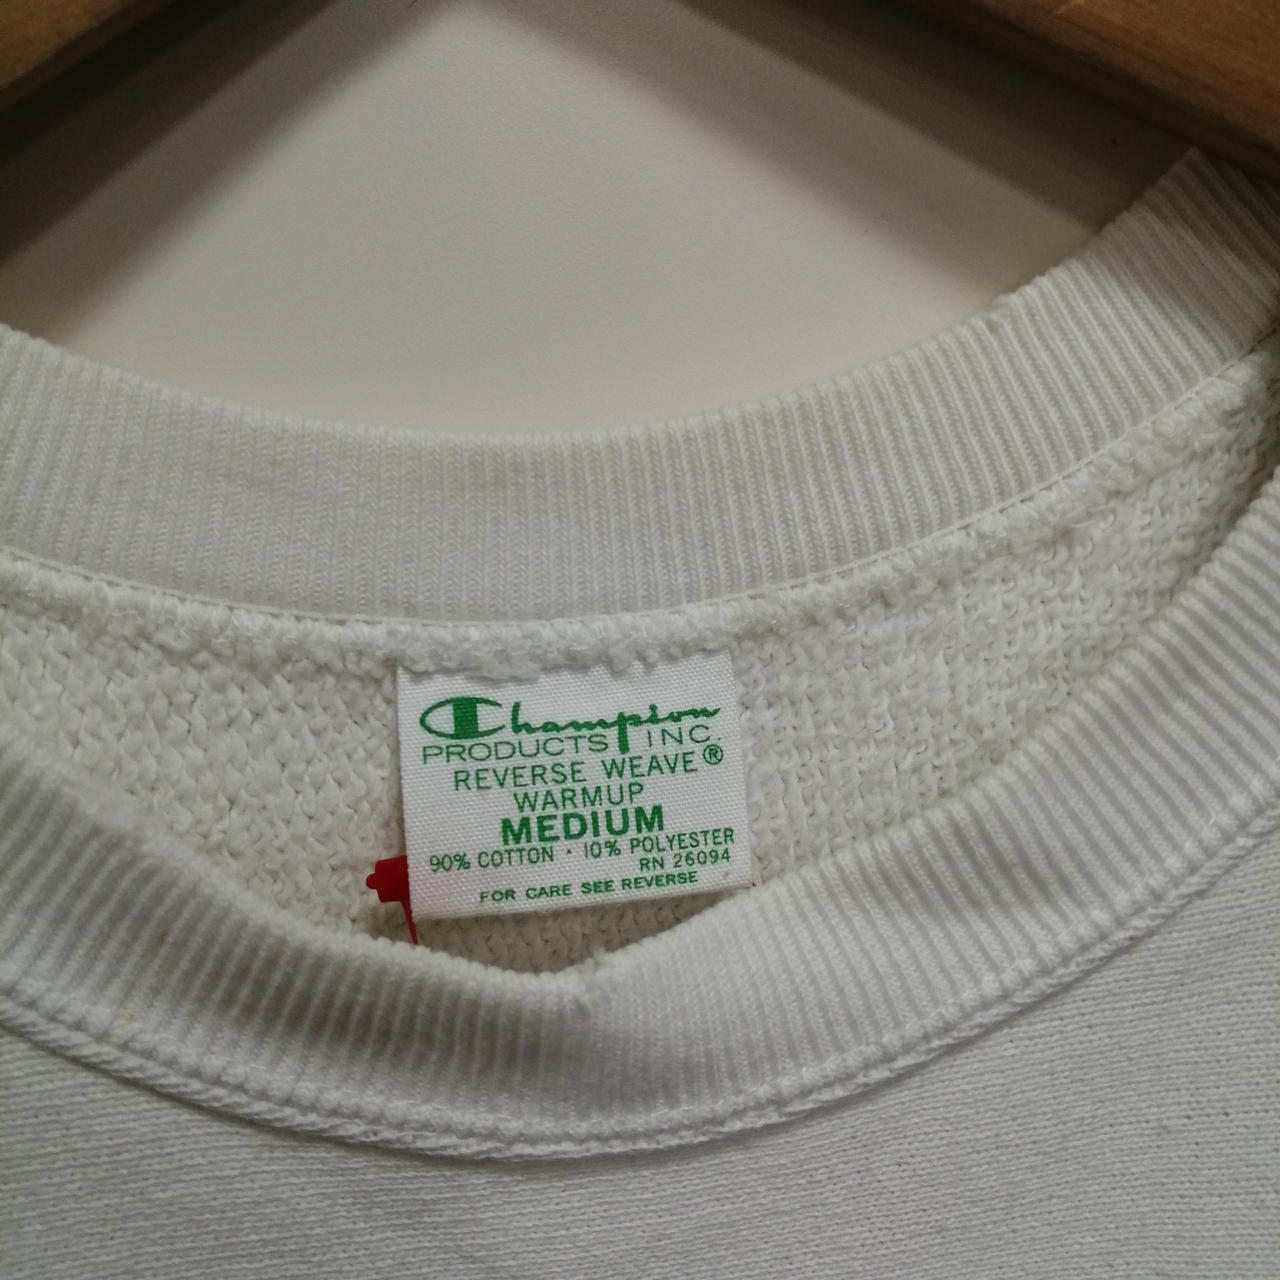 Champion
PRODUCTS INC.
REVERSE WEAVE®
WARMUP
MEDIUM
90% COTTON · 10% POLYESTER
RN 26094
FOR CARE SEE REVERSE